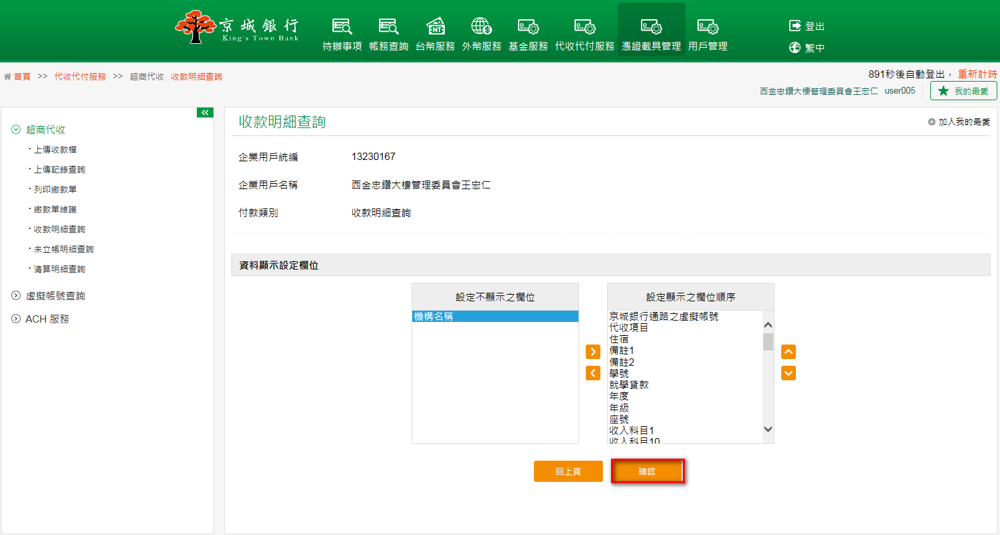 京城銀行
King's Town Bank
待辦事項 帳務查詢 台幣服務 外幣服務 基金服務 代收代付服務 憑證載具管理 用戶管理
登出
繁中
首頁 >> 代收代付服務 >> 超商代收 收款明細查詢
891秒後自動登出， 重新計時
西金忠鑽大樓管理委員會王宏仁 user005 我的最愛
超商代收
·上傳收款檔
·上傳記錄查詢
·列印繳款單
·繳款單維護
·收款明細查詢
·未立帳明細查詢
·清算明細查詢
虛擬帳號查詢
ACH 服務
收款明細查詢
加入我的最愛
企業用戶統編 13230167
企業用戶名稱 西金忠鑽大樓管理委員會王宏仁
付款類別 收款明細查詢
資料顯示設定欄位
設定不顯示之欄位
機構名稱
設定顯示之欄位順序
京城銀行通路之虛擬帳號
代收項目
住宿
備註1
備註2
學號
就學貸款
年度
年級
座號
收入科目1
收入科目10
回上頁 確認